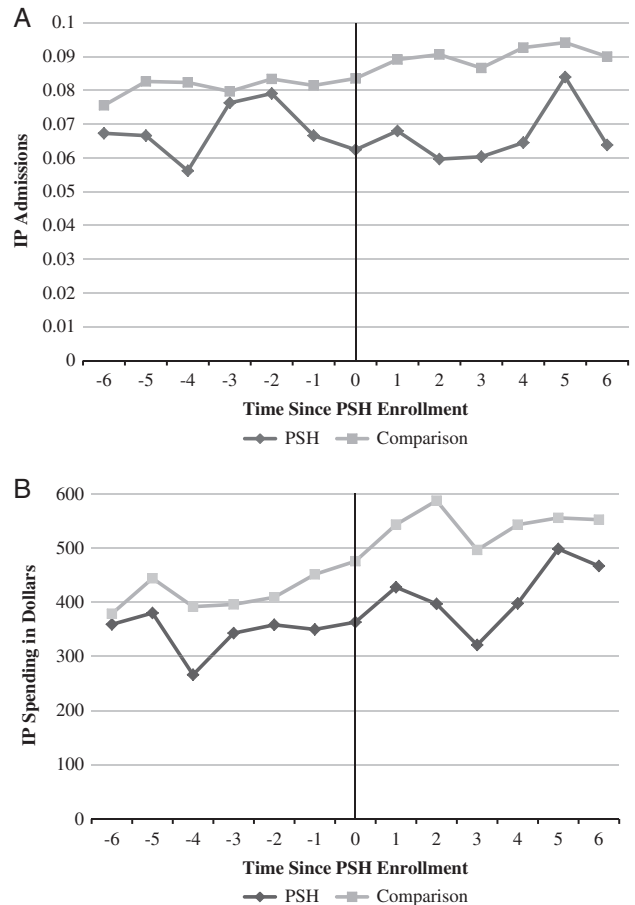 A
0.1
0.09
0.08
0.07
0.06
0.05
0.04
0.03
0.02
0.01
0
IP Admissions
-6 -5 -4 -3 -2 -1 0 1 2 3 4 5 6
Time Since PSH Enrollment
PSH Comparison
B
600
500
400
300
200
100
0
IP Spending in Dollars
-6 -5 -4 -3 -2 -1 0 1 2 3 4 5 6
Time Since PSH Enrollment
PSH Comparison